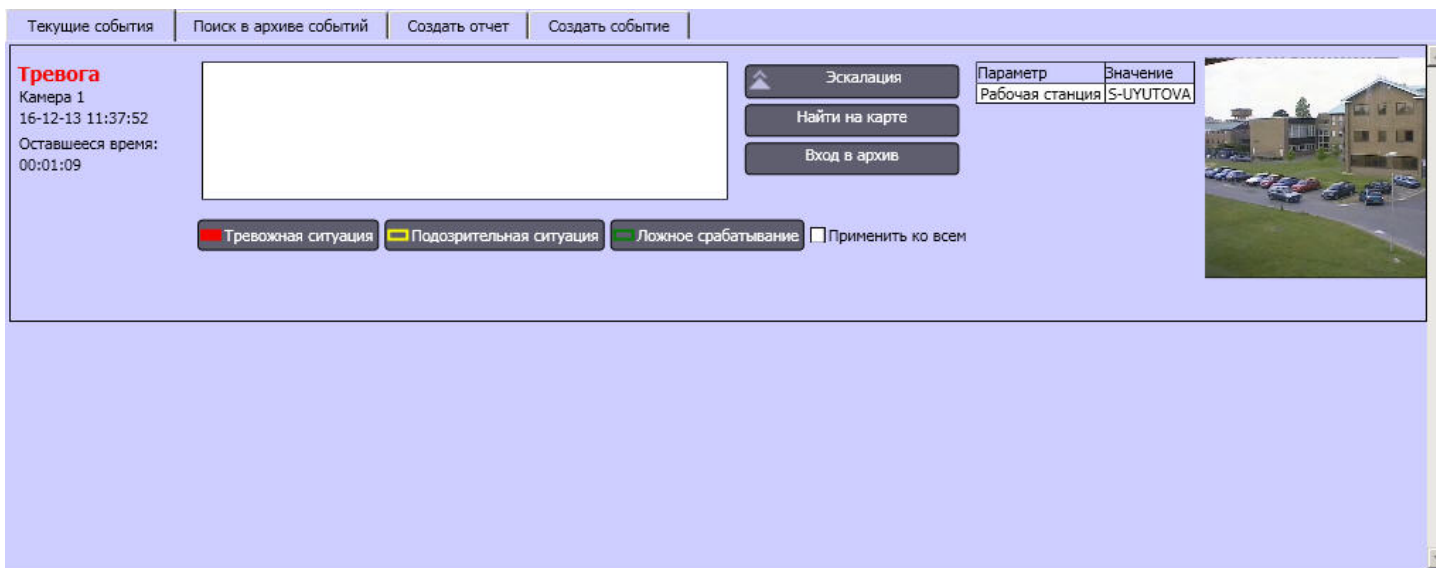 Текущие события
Поиск в архиве событий
Создать отчет
Создать событие
Тревога
Камера 1
16-12-13 11:37:52
Оставшееся время:
00:01:09
Эскалация
Найти на карте
Вход в архив
Параметр Значение
Рабочая станция S-UYUTOVA
Тревожная ситуация
Подозрительная ситуация
Ложное срабатывание
Применить ко всем